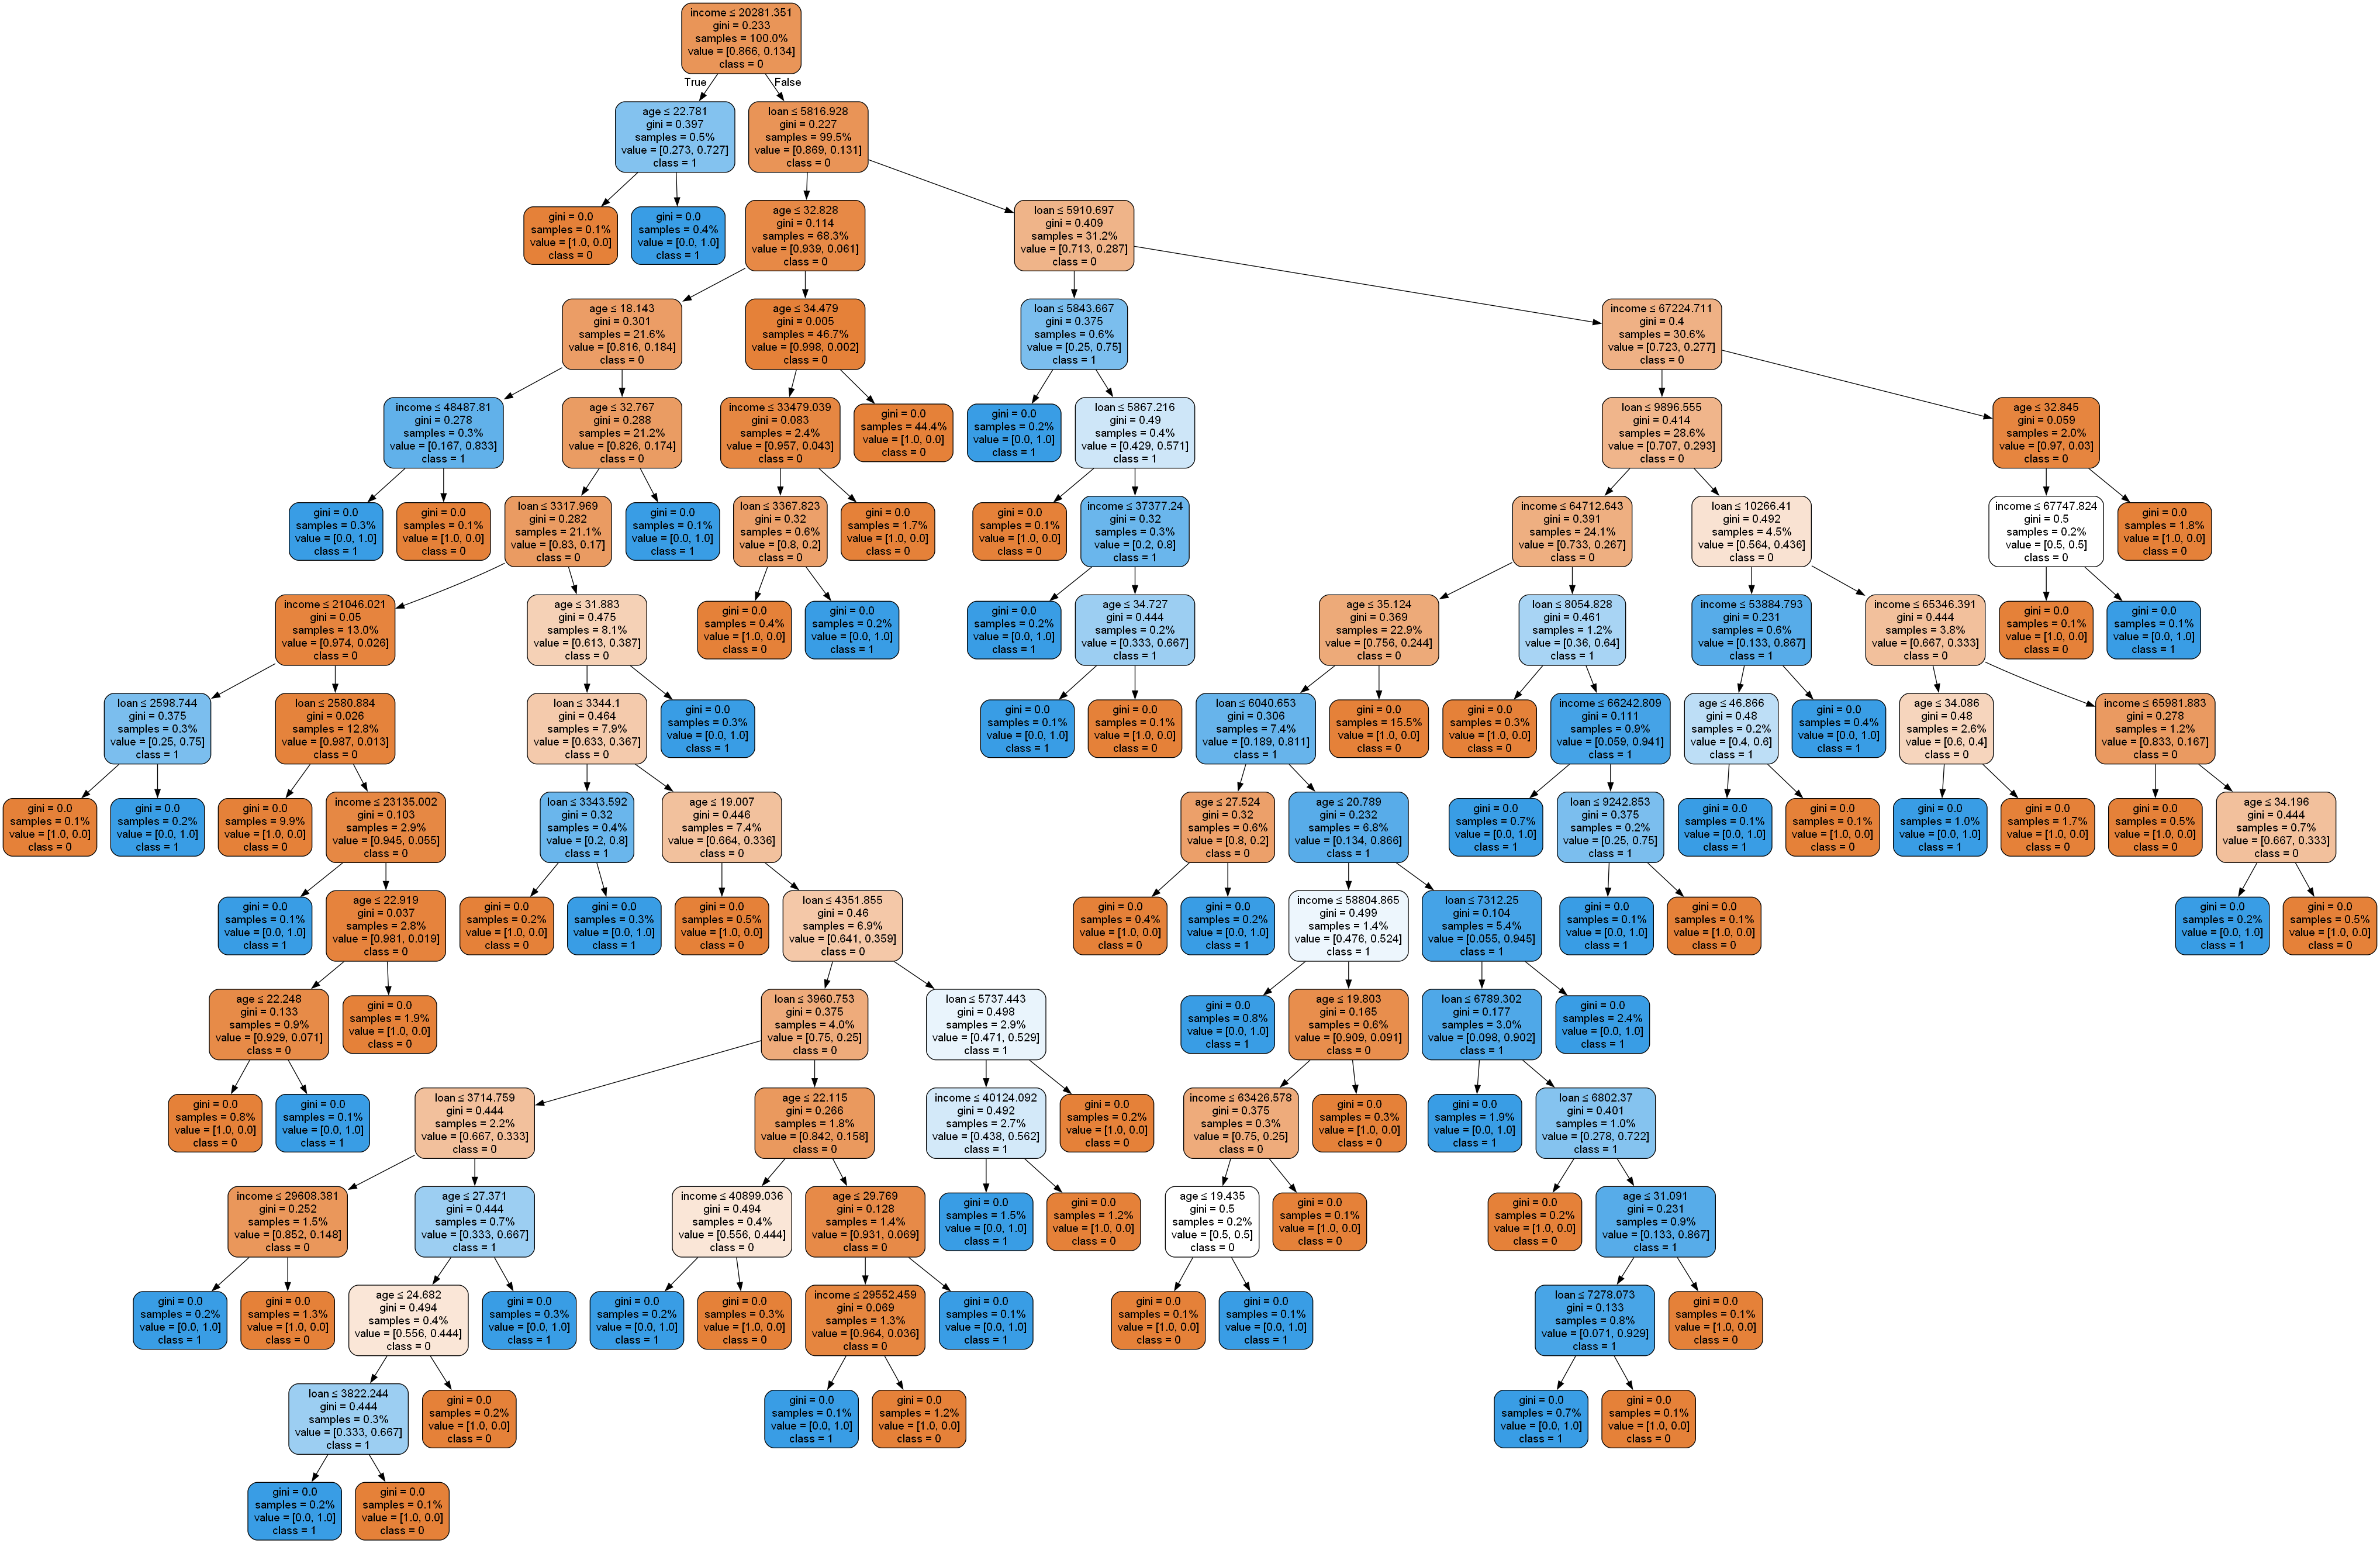 income ≤ 20281.351
gini = 0.233
samples = 100.0%
value = [0.866, 0.134]
class = 0
True
False
age ≤ 22.781
gini = 0.397
samples = 0.5%
value = [0.273, 0.727]
class = 1
loan ≤ 5816.928
gini = 0.227
samples = 99.5%
value = [0.869, 0.131]
class = 0
gini = 0.0
samples = 0.1%
value = [1.0, 0.0]
class = 0
gini = 0.0
samples = 0.4%
value = [0.0, 1.0]
class = 1
age ≤ 32.828
gini = 0.114
samples = 68.3%
value = [0.939, 0.061]
class = 0
loan ≤ 5910.697
gini = 0.409
samples = 31.2%
value = [0.713, 0.287]
class = 0
age ≤ 18.143
gini = 0.301
samples = 21.6%
value = [0.816, 0.184]
class = 0
age ≤ 34.479
gini = 0.005
samples = 46.7%
value = [0.998, 0.002]
class = 0
loan ≤ 5843.667
gini = 0.375
samples = 0.6%
value = [0.25, 0.75]
class = 1
income ≤ 67224.711
gini = 0.4
samples = 30.6%
value = [0.723, 0.277]
class = 0
income ≤ 48487.81
gini = 0.278
samples = 0.3%
value = [0.167, 0.833]
class = 1
age ≤ 32.767
gini = 0.288
samples = 21.2%
value = [0.826, 0.174]
class = 0
income ≤ 33479.039
gini = 0.083
samples = 2.4%
value = [0.957, 0.043]
class = 0
gini = 0.0
samples = 44.4%
value = [1.0, 0.0]
class = 0
gini = 0.0
samples = 0.2%
value = [0.0, 1.0]
class = 1
loan ≤ 5867.216
gini = 0.49
samples = 0.4%
value = [0.429, 0.571]
class = 1
loan ≤ 9896.555
gini = 0.414
samples = 28.6%
value = [0.707, 0.293]
class = 0
age ≤ 32.845
gini = 0.059
samples = 2.0%
value = [0.97, 0.03]
class = 0
gini = 0.0
samples = 0.3%
value = [0.0, 1.0]
class = 1
gini = 0.0
samples = 0.1%
value = [1.0, 0.0]
class = 0
loan ≤ 3317.969
gini = 0.282
samples = 21.1%
value = [0.83, 0.17]
class = 0
gini = 0.0
samples = 0.1%
value = [0.0, 1.0]
class = 1
loan ≤ 3367.823
gini = 0.32
samples = 0.6%
value = [0.8, 0.2]
class = 0
gini = 0.0
samples = 1.7%
value = [1.0, 0.0]
class = 0
gini = 0.0
samples = 0.1%
value = [1.0, 0.0]
class = 0
income ≤ 37377.24
gini = 0.32
samples = 0.3%
value = [0.2, 0.8]
class = 1
income ≤ 64712.643
gini = 0.391
samples = 24.1%
value = [0.733, 0.267]
class = 0
loan ≤ 10266.41
gini = 0.492
samples = 4.5%
value = [0.564, 0.436]
class = 0
income ≤ 67747.824
gini = 0.5
samples = 0.2%
value = [0.5, 0.5]
class = 0
gini = 0.0
samples = 1.8%
value = [1.0, 0.0]
class = 0
income ≤ 21046.021
gini = 0.05
samples = 13.0%
value = [0.974, 0.026]
class = 0
age ≤ 31.883
gini = 0.475
samples = 8.1%
value = [0.613, 0.387]
class = 0
gini = 0.0
samples = 0.4%
value = [1.0, 0.0]
class = 0
gini = 0.0
samples = 0.2%
value = [0.0, 1.0]
class = 1
gini = 0.0
samples = 0.2%
value = [0.0, 1.0]
class = 1
age ≤ 34.727
gini = 0.444
samples = 0.2%
value = [0.333, 0.667]
class = 1
age ≤ 35.124
gini = 0.369
samples = 22.9%
value = [0.756, 0.244]
class = 0
loan ≤ 8054.828
gini = 0.461
samples = 1.2%
value = [0.36, 0.64]
class = 1
income ≤ 53884.793
gini = 0.231
samples = 0.6%
value = [0.133, 0.867]
class = 1
income ≤ 65346.391
gini = 0.444
samples = 3.8%
value = [0.667, 0.333]
class = 0
gini = 0.0
samples = 0.1%
value = [1.0, 0.0]
class = 0
gini = 0.0
samples = 0.1%
value = [0.0, 1.0]
class = 1
loan ≤ 2598.744
gini = 0.375
samples = 0.3%
value = [0.25, 0.75]
class = 1
loan ≤ 2580.884
gini = 0.026
samples = 12.8%
value = [0.987, 0.013]
class = 0
loan ≤ 3344.1
gini = 0.464
samples = 7.9%
value = [0.633, 0.367]
class = 0
gini = 0.0
samples = 0.3%
value = [0.0, 1.0]
class = 1
gini = 0.0
samples = 0.1%
value = [0.0, 1.0]
class = 1
gini = 0.0
samples = 0.1%
value = [1.0, 0.0]
class = 0
loan ≤ 6040.653
gini = 0.306
samples = 7.4%
value = [0.189, 0.811]
class = 1
gini = 0.0
samples = 15.5%
value = [1.0, 0.0]
class = 0
gini = 0.0
samples = 0.3%
value = [1.0, 0.0]
class = 0
income ≤ 66242.809
gini = 0.111
samples = 0.9%
value = [0.059, 0.941]
class = 1
age ≤ 46.866
gini = 0.48
samples = 0.2%
value = [0.4, 0.6]
class = 1
gini = 0.0
samples = 0.4%
value = [0.0, 1.0]
class = 1
age ≤ 34.086
gini = 0.48
samples = 2.6%
value = [0.6, 0.4]
class = 0
income ≤ 65981.883
gini = 0.278
samples = 1.2%
value = [0.833, 0.167]
class = 0
gini = 0.0
samples = 0.1%
value = [1.0, 0.0]
class = 0
gini = 0.0
samples = 0.2%
value = [0.0, 1.0]
class = 1
gini = 0.0
samples = 9.9%
value = [1.0, 0.0]
class = 0
income ≤ 23135.002
gini = 0.103
samples = 2.9%
value = [0.945, 0.055]
class = 0
loan ≤ 3343.592
gini = 0.32
samples = 0.4%
value = [0.2, 0.8]
class = 1
age ≤ 19.007
gini = 0.446
samples = 7.4%
value = [0.664, 0.336]
class = 0
age ≤ 27.524
gini = 0.32
samples = 0.6%
value = [0.8, 0.2]
class = 0
age ≤ 20.789
gini = 0.232
samples = 6.8%
value = [0.134, 0.866]
class = 1
gini = 0.0
samples = 0.7%
value = [0.0, 1.0]
class = 1
loan ≤ 9242.853
gini = 0.375
samples = 0.2%
value = [0.25, 0.75]
class = 1
gini = 0.0
samples = 0.1%
value = [0.0, 1.0]
class = 1
gini = 0.0
samples = 0.1%
value = [1.0, 0.0]
class = 0
gini = 0.0
samples = 1.0%
value = [0.0, 1.0]
class = 1
gini = 0.0
samples = 1.7%
value = [1.0, 0.0]
class = 0
gini = 0.0
samples = 0.5%
value = [1.0, 0.0]
class = 0
age ≤ 34.196
gini = 0.444
samples = 0.7%
value = [0.667, 0.333]
class = 0
gini = 0.0
samples = 0.1%
value = [0.0, 1.0]
class = 1
age ≤ 22.919
gini = 0.037
samples = 2.8%
value = [0.981, 0.019]
class = 0
gini = 0.0
samples = 0.2%
value = [1.0, 0.0]
class = 0
gini = 0.0
samples = 0.3%
value = [0.0, 1.0]
class = 1
gini = 0.0
samples = 0.5%
value = [1.0, 0.0]
class = 0
loan ≤ 4351.855
gini = 0.46
samples = 6.9%
value = [0.641, 0.359]
class = 0
gini = 0.0
samples = 0.4%
value = [1.0, 0.0]
class = 0
gini = 0.0
samples = 0.2%
value = [0.0, 1.0]
class = 1
income ≤ 58804.865
gini = 0.499
samples = 1.4%
value = [0.476, 0.524]
class = 1
loan ≤ 7312.25
gini = 0.104
samples = 5.4%
value = [0.055, 0.945]
class = 1
gini = 0.0
samples = 0.1%
value = [0.0, 1.0]
class = 1
gini = 0.0
samples = 0.1%
value = [1.0, 0.0]
class = 0
gini = 0.0
samples = 0.2%
value = [0.0, 1.0]
class = 1
gini = 0.0
samples = 0.5%
value = [1.0, 0.0]
class = 0
age ≤ 22.248
gini = 0.133
samples = 0.9%
value = [0.929, 0.071]
class = 0
gini = 0.0
samples = 1.9%
value = [1.0, 0.0]
class = 0
loan ≤ 3960.753
gini = 0.375
samples = 4.0%
value = [0.75, 0.25]
class = 0
loan ≤ 5737.443
gini = 0.498
samples = 2.9%
value = [0.471, 0.529]
class = 1
gini = 0.0
samples = 0.8%
value = [0.0, 1.0]
class = 1
age ≤ 19.803
gini = 0.165
samples = 0.6%
value = [0.909, 0.091]
class = 0
loan ≤ 6789.302
gini = 0.177
samples = 3.0%
value = [0.098, 0.902]
class = 1
gini = 0.0
samples = 2.4%
value = [0.0, 1.0]
class = 1
gini = 0.0
samples = 0.8%
value = [1.0, 0.0]
class = 0
gini = 0.0
samples = 0.1%
value = [0.0, 1.0]
class = 1
loan ≤ 3714.759
gini = 0.444
samples = 2.2%
value = [0.667, 0.333]
class = 0
age ≤ 22.115
gini = 0.266
samples = 1.8%
value = [0.842, 0.158]
class = 0
income ≤ 40124.092
gini = 0.492
samples = 2.7%
value = [0.438, 0.562]
class = 1
gini = 0.0
samples = 0.2%
value = [1.0, 0.0]
class = 0
income ≤ 63426.578
gini = 0.375
samples = 0.3%
value = [0.75, 0.25]
class = 0
gini = 0.0
samples = 0.3%
value = [1.0, 0.0]
class = 0
gini = 0.0
samples = 1.9%
value = [0.0, 1.0]
class = 1
loan ≤ 6802.37
gini = 0.401
samples = 1.0%
value = [0.278, 0.722]
class = 1
income ≤ 29608.381
gini = 0.252
samples = 1.5%
value = [0.852, 0.148]
class = 0
age ≤ 27.371
gini = 0.444
samples = 0.7%
value = [0.333, 0.667]
class = 1
income ≤ 40899.036
gini = 0.494
samples = 0.4%
value = [0.556, 0.444]
class = 0
age ≤ 29.769
gini = 0.128
samples = 1.4%
value = [0.931, 0.069]
class = 0
gini = 0.0
samples = 1.5%
value = [0.0, 1.0]
class = 1
gini = 0.0
samples = 1.2%
value = [1.0, 0.0]
class = 0
age ≤ 19.435
gini = 0.5
samples = 0.2%
value = [0.5, 0.5]
class = 0
gini = 0.0
samples = 0.1%
value = [1.0, 0.0]
class = 0
gini = 0.0
samples = 0.2%
value = [1.0, 0.0]
class = 0
age ≤ 31.091
gini = 0.231
samples = 0.9%
value = [0.133, 0.867]
class = 1
gini = 0.0
samples = 0.2%
value = [0.0, 1.0]
class = 1
gini = 0.0
samples = 1.3%
value = [1.0, 0.0]
class = 0
age ≤ 24.682
gini = 0.494
samples = 0.4%
value = [0.556, 0.444]
class = 0
gini = 0.0
samples = 0.3%
value = [0.0, 1.0]
class = 1
gini = 0.0
samples = 0.2%
value = [0.0, 1.0]
class = 1
gini = 0.0
samples = 0.3%
value = [1.0, 0.0]
class = 0
income ≤ 29552.459
gini = 0.069
samples = 1.3%
value = [0.964, 0.036]
class = 0
gini = 0.0
samples = 0.1%
value = [0.0, 1.0]
class = 1
gini = 0.0
samples = 0.1%
value = [1.0, 0.0]
class = 0
gini = 0.0
samples = 0.1%
value = [0.0, 1.0]
class = 1
loan ≤ 7278.073
gini = 0.133
samples = 0.8%
value = [0.071, 0.929]
class = 1
gini = 0.0
samples = 0.1%
value = [1.0, 0.0]
class = 0
loan ≤ 3822.244
gini = 0.444
samples = 0.3%
value = [0.333, 0.667]
class = 1
gini = 0.0
samples = 0.2%
value = [1.0, 0.0]
class = 0
gini = 0.0
samples = 0.1%
value = [0.0, 1.0]
class = 1
gini = 0.0
samples = 1.2%
value = [1.0, 0.0]
class = 0
gini = 0.0
samples = 0.7%
value = [0.0, 1.0]
class = 1
gini = 0.0
samples = 0.1%
value = [1.0, 0.0]
class = 0
gini = 0.0
samples = 0.2%
value = [0.0, 1.0]
class = 1
gini = 0.0
samples = 0.1%
value = [1.0, 0.0]
class = 0